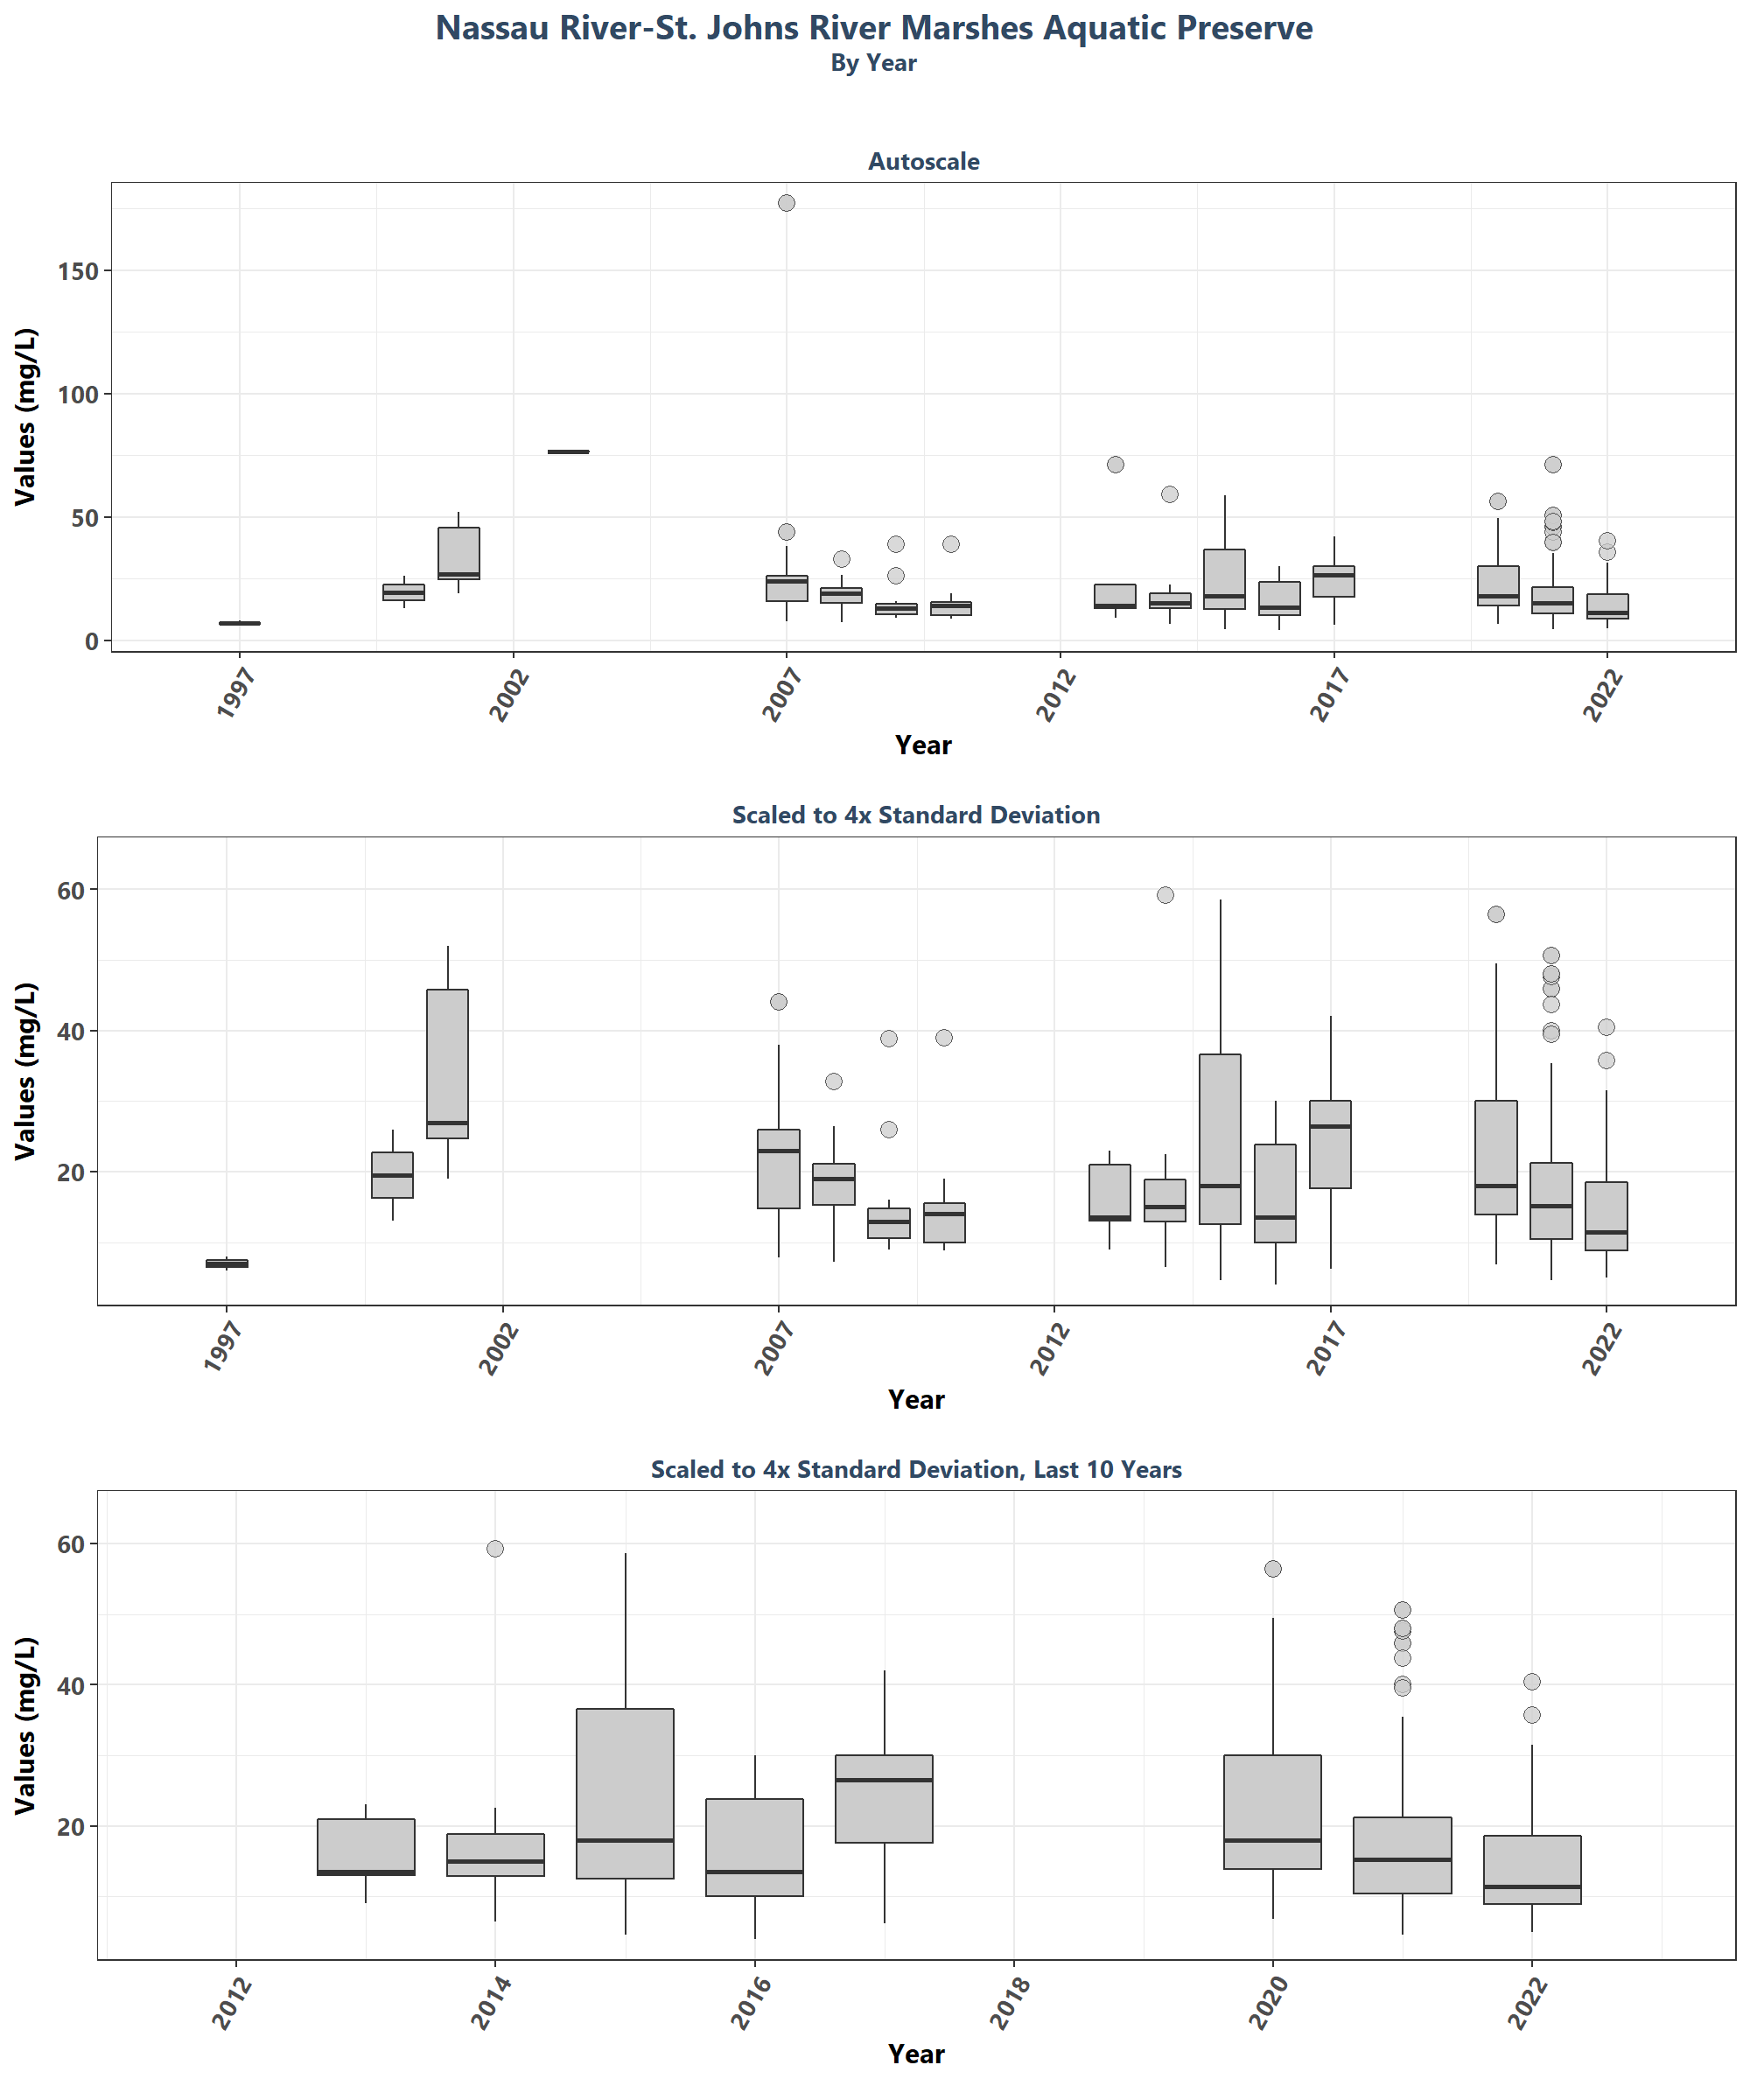 Nassau River-St. Johns River Marshes Aquatic Preserve
By Year
Autoscale
Values (mg/L)
150
100
50
0
1997
2002
2007
2012
2017
2022
Year
Scaled to 4x Standard Deviation
Values (mg/L)
60
40
20
1997
2002
2007
2012
2017
2022
Year
Scaled to 4x Standard Deviation, Last 10 Years
Values (mg/L)
60
40
20
2012
2014
2016
2018
2020
2022
Year